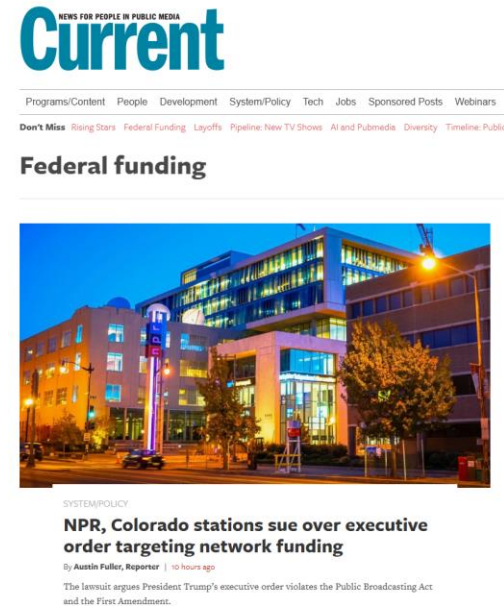 NEWS FOR PEOPLE IN PUBLIC MEDIA
Current
Programs/Content People Development System/Policy Tech Jobs Sponsored Posts Webinars
Don't Miss Rising Stars Federal Funding Layoffs Pipeline: New TV Shows AI and Pubmedia Diversity Timeline: Public
Federal funding
npr
SYSTEM/POLICY
NPR, Colorado stations sue over executive
order targeting network funding
By Austin Fuller, Reporter | 10 hours ago
The lawsuit argues President Trump's executive order violates the Public Broadcasting Act
and the First Amendment.